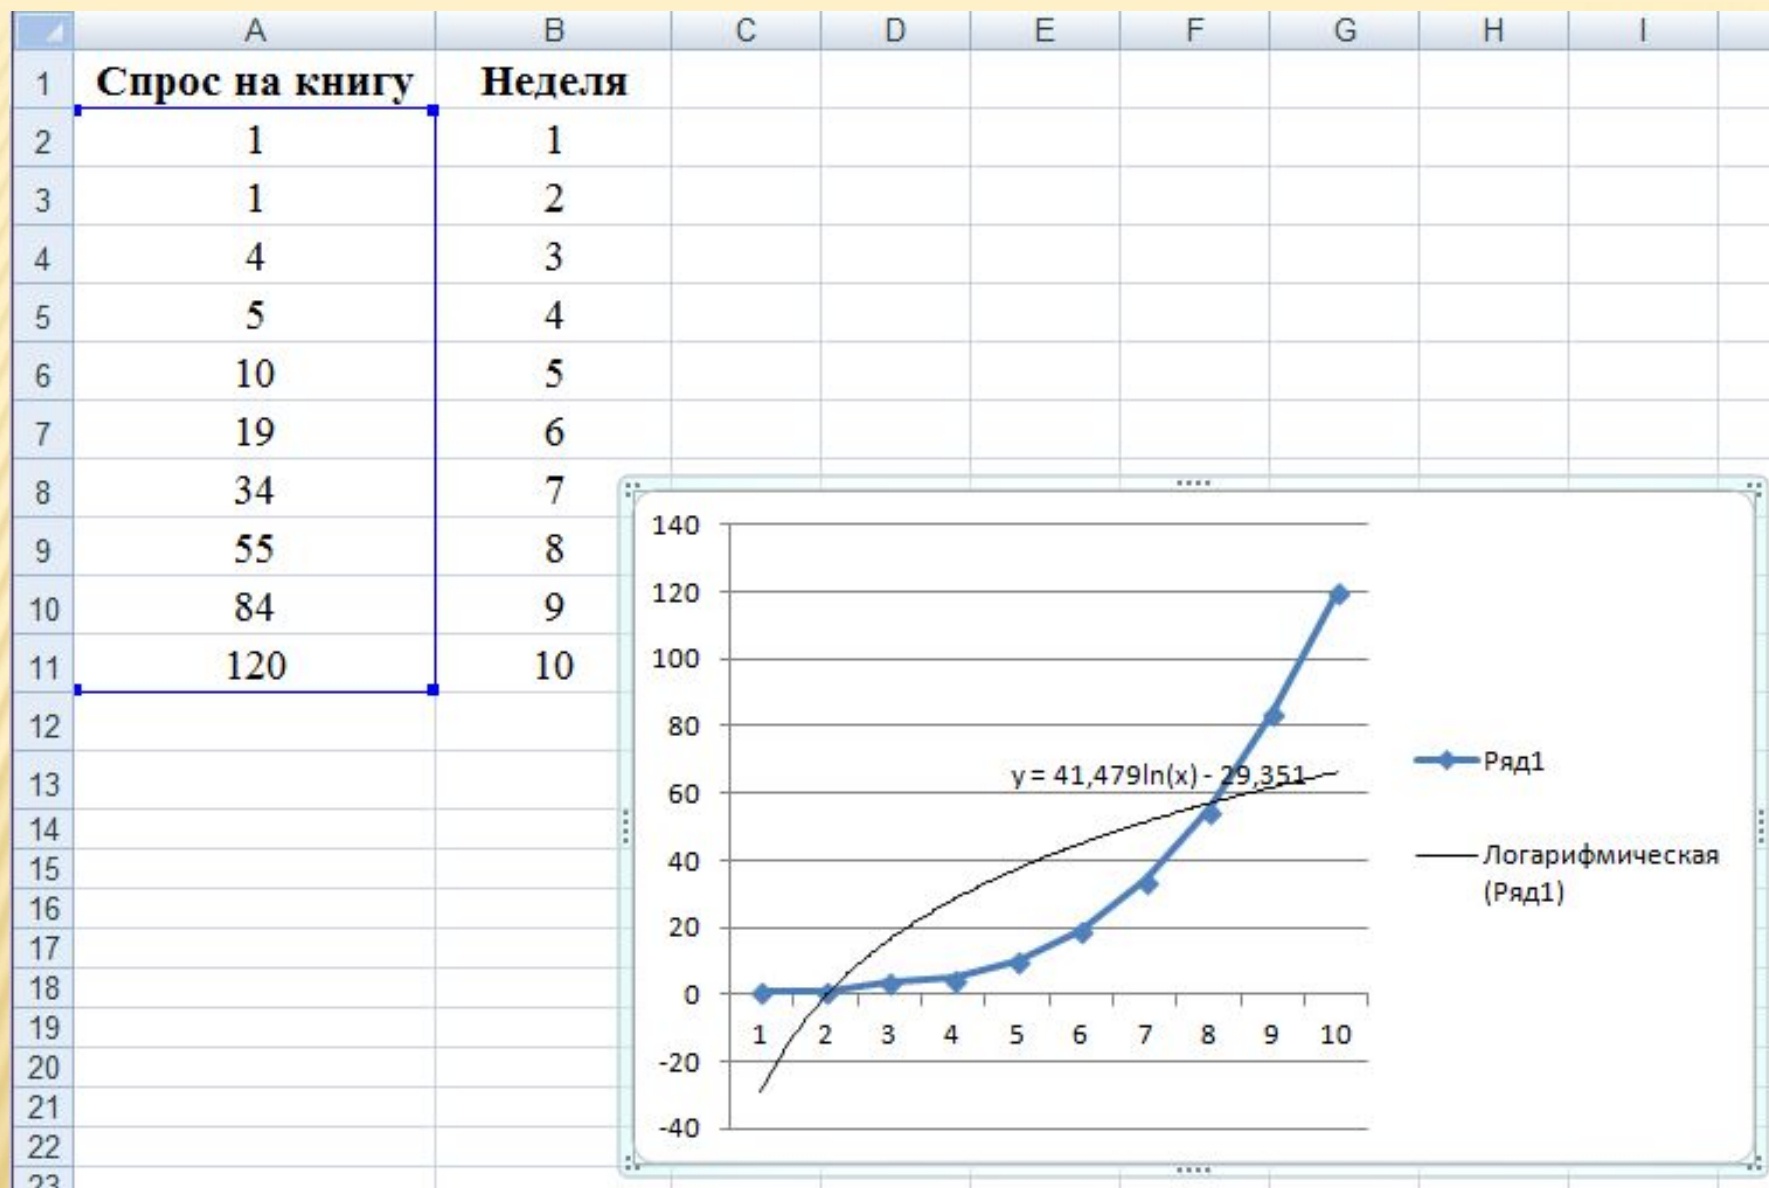 A B C D E F G H I
1 Спрос на книгу Неделя
2 1 1
3 1 2
4 4 3
5 5 4
6 10 5
7 19 6
8 34 7
9 55 8
10 84 9
11 120 10
12
13
14
15
16
17
18
19
20
21
22
23
140
120
100
80
60
40
20
0
-20
-40
1 2 3 4 5 6 7 8 9 10
y = 41,479ln(x) - 29,351
Ряд1
Логарифмическая
(Ряд1)